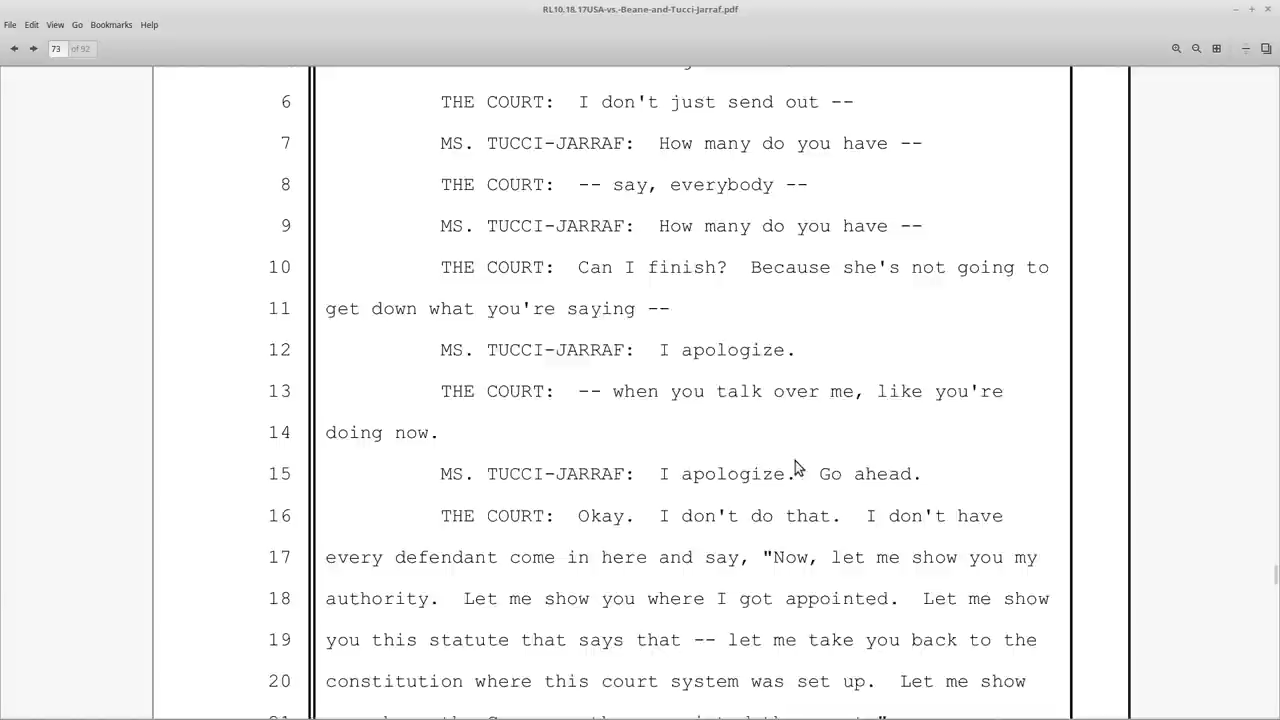 RL10.18.17USA-vs.-Beane-and-Tucci-Jarraf.pdf
File Edit View Go Bookmarks Help
73 of 92
6 THE COURT: I don't just send out --
7 MS. TUCCI-JARRAF: How many do you have --
8 THE COURT: -- say, everybody --
9 MS. TUCCI-JARRAF: How many do you have --
10 THE COURT: Can I finish? Because she's not going to
11 get down what you're saying --
12 MS. TUCCI-JARRAF: I apologize.
13 THE COURT: -- when you talk over me, like you're
14 doing now.
15 MS. TUCCI-JARRAF: I apologize. Go ahead.
16 THE COURT: Okay. I don't do that. I don't have
17 every defendant come in here and say, "Now, let me show you my
18 authority. Let me show you where I got appointed. Let me show
19 you this statute that says that -- let me take you back to the
20 constitution where this court system was set up. Let me show